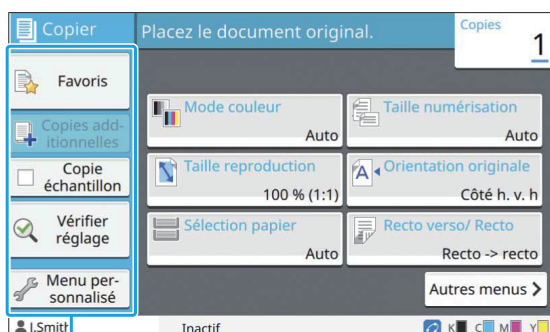 Copier
Placez le document original.
Copies
1
Favoris
Copies add-
itionnelles
Copie
échantillon
Vérifier
réglage
Menu per-
sonnalisé
Mode couleur
Auto
Taille numérisation
Auto
Taille reproduction
100 % (1:1)
Orientation originale
Côté h. v. h
Sélection papier
Auto
Recto verso/ Recto
Recto -> recto
Autres menus
J.Smith
Inactif
K C M Y